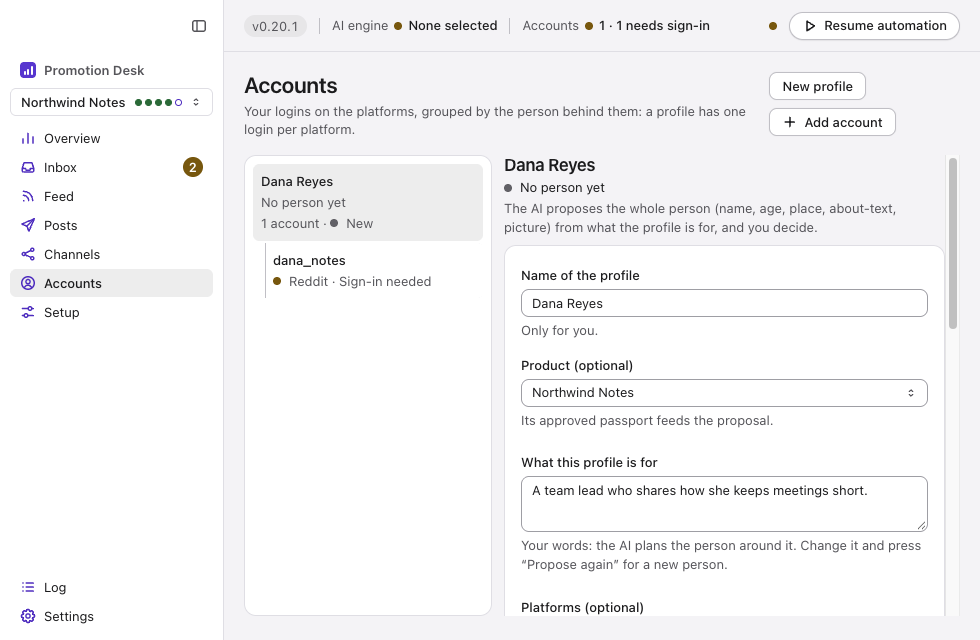 v0.20.1
AI engine
None selected
Accounts
1 · 1 needs sign-in
Resume automation
Promotion Desk
Northwind Notes
Overview
Inbox
2
Feed
Posts
Channels
Accounts
Setup
Log
Settings
Accounts
Your logins on the platforms, grouped by the person behind them: a profile has one
login per platform.
New profile
Add account
Dana Reyes
No person yet
1 account · New
dana_notes
Reddit · Sign-in needed
Dana Reyes
No person yet
The AI proposes the whole person (name, age, place, about-text,
picture) from what the profile is for, and you decide.
Name of the profile
Dana Reyes
Only for you.
Product (optional)
Northwind Notes
Its approved passport feeds the proposal.
What this profile is for
A team lead who shares how she keeps meetings short.
Your words: the AI plans the person around it. Change it and press
“Propose again” for a new person.
Platforms (optional)